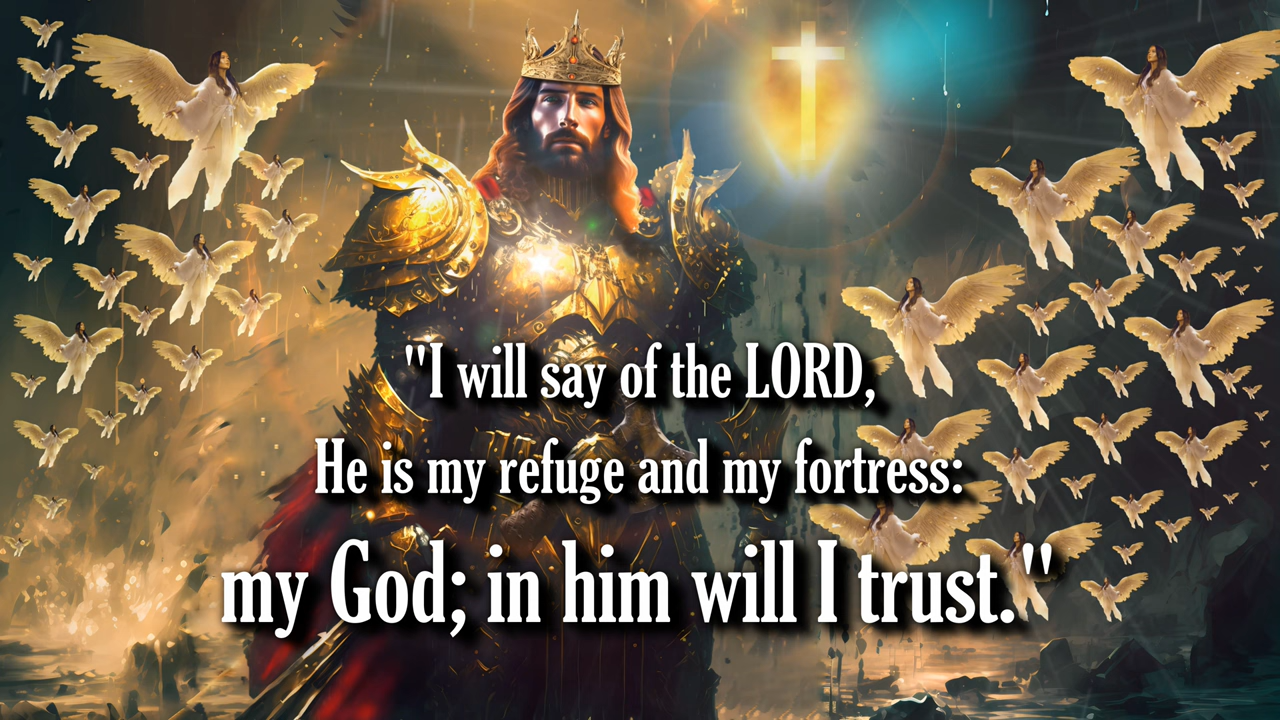 "I will say of the LORD,
He is my refuge and my fortress:
my God; in him will I trust."